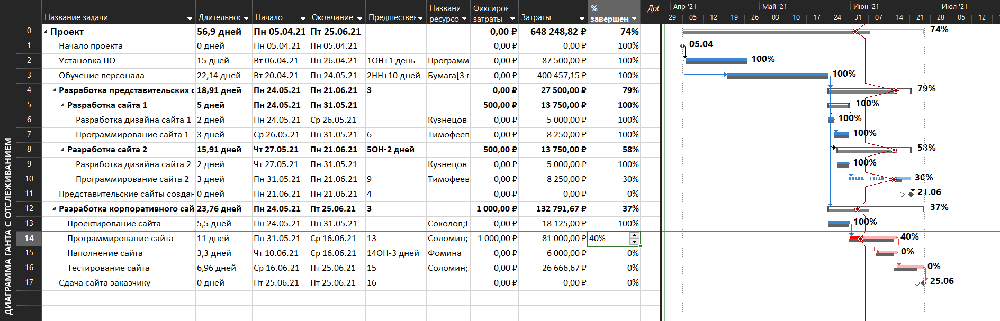 Название задачи Длительнос Начало Окончание Предшествен Названи ресурсо Фиксиров затраты Затраты % завершени Доб
Апр '21 Май '21 Июн '21 Июл '21
29 05 12 19 26 03 10 17 24 31 07 14 21 28 05 12
0 Проект 56,9 дней Пн 05.04.21 Пт 25.06.21 0,00 ₽ 648 248,82 ₽ 74% 74%
1 Начало проекта 0 дней Пн 05.04.21 Пн 05.04.21 0,00 ₽ 0,00 ₽ 100% 05.04
2 Установка ПО 15 дней Вт 06.04.21 Пн 26.04.21 1ОН+1 день Программ 0,00 ₽ 87 500,00 ₽ 100% 100%
3 Обучение персонала 22,14 дней Вт 20.04.21 Пн 24.05.21 2НН+10 дней Бумага[3 г 0,00 ₽ 400 457,15 ₽ 100% 100%
4 Разработка представительских с 18,91 дней Пн 24.05.21 Пн 21.06.21 3 0,00 ₽ 27 500,00 ₽ 79% 79%
5 Разработка сайта 1 5 дней Пн 24.05.21 Пн 31.05.21 500,00 ₽ 13 750,00 ₽ 100% 100%
6 Разработка дизайна сайта 1 2 дней Пн 24.05.21 Ср 26.05.21 Кузнецов 0,00 ₽ 5 000,00 ₽ 100% 100%
7 Программирование сайта 1 3 дней Ср 26.05.21 Пн 31.05.21 6 Тимофеев 0,00 ₽ 8 250,00 ₽ 100% 100%
8 Разработка сайта 2 15,91 дней Чт 27.05.21 Пн 21.06.21 5ОН-2 дней 500,00 ₽ 13 750,00 ₽ 58% 58%
9 Разработка дизайна сайта 2 2 дней Чт 27.05.21 Пн 31.05.21 Кузнецов 0,00 ₽ 5 000,00 ₽ 100% 100%
10 Программирование сайта 2 3 дней Пн 31.05.21 Пн 21.06.21 9 Тимофеев 0,00 ₽ 8 250,00 ₽ 30% 30%
11 Представительские сайты создан 0 дней Пн 21.06.21 Пн 21.06.21 4 0,00 ₽ 0,00 ₽ 0% 21.06
12 Разработка корпоративного сай 23,76 дней Пн 24.05.21 Пт 25.06.21 3 1 000,00 ₽ 132 791,67 ₽ 37% 37%
13 Проектирование сайта 5,5 дней Пн 24.05.21 Пн 31.05.21 Соколов;Г 0,00 ₽ 18 125,00 ₽ 100% 100%
14 Программирование сайта 11 дней Пн 31.05.21 Ср 16.06.21 13 Соломин; 1 000,00 ₽ 81 000,00 ₽ 40% 40%
15 Наполнение сайта 3,3 дней Чт 10.06.21 Ср 16.06.21 14ОН-3 дней Фомина 0,00 ₽ 6 000,00 ₽ 0% 0%
16 Тестирование сайта 6,96 дней Ср 16.06.21 Пт 25.06.21 15 Соломин; 0,00 ₽ 26 666,67 ₽ 0% 0%
17 Сдача сайта заказчику 0 дней Пт 25.06.21 Пт 25.06.21 16 0,00 ₽ 0,00 ₽ 0% 25.06
ДИАГРАММА ГАНТА С ОТСЛЕЖИВАНИЕМ